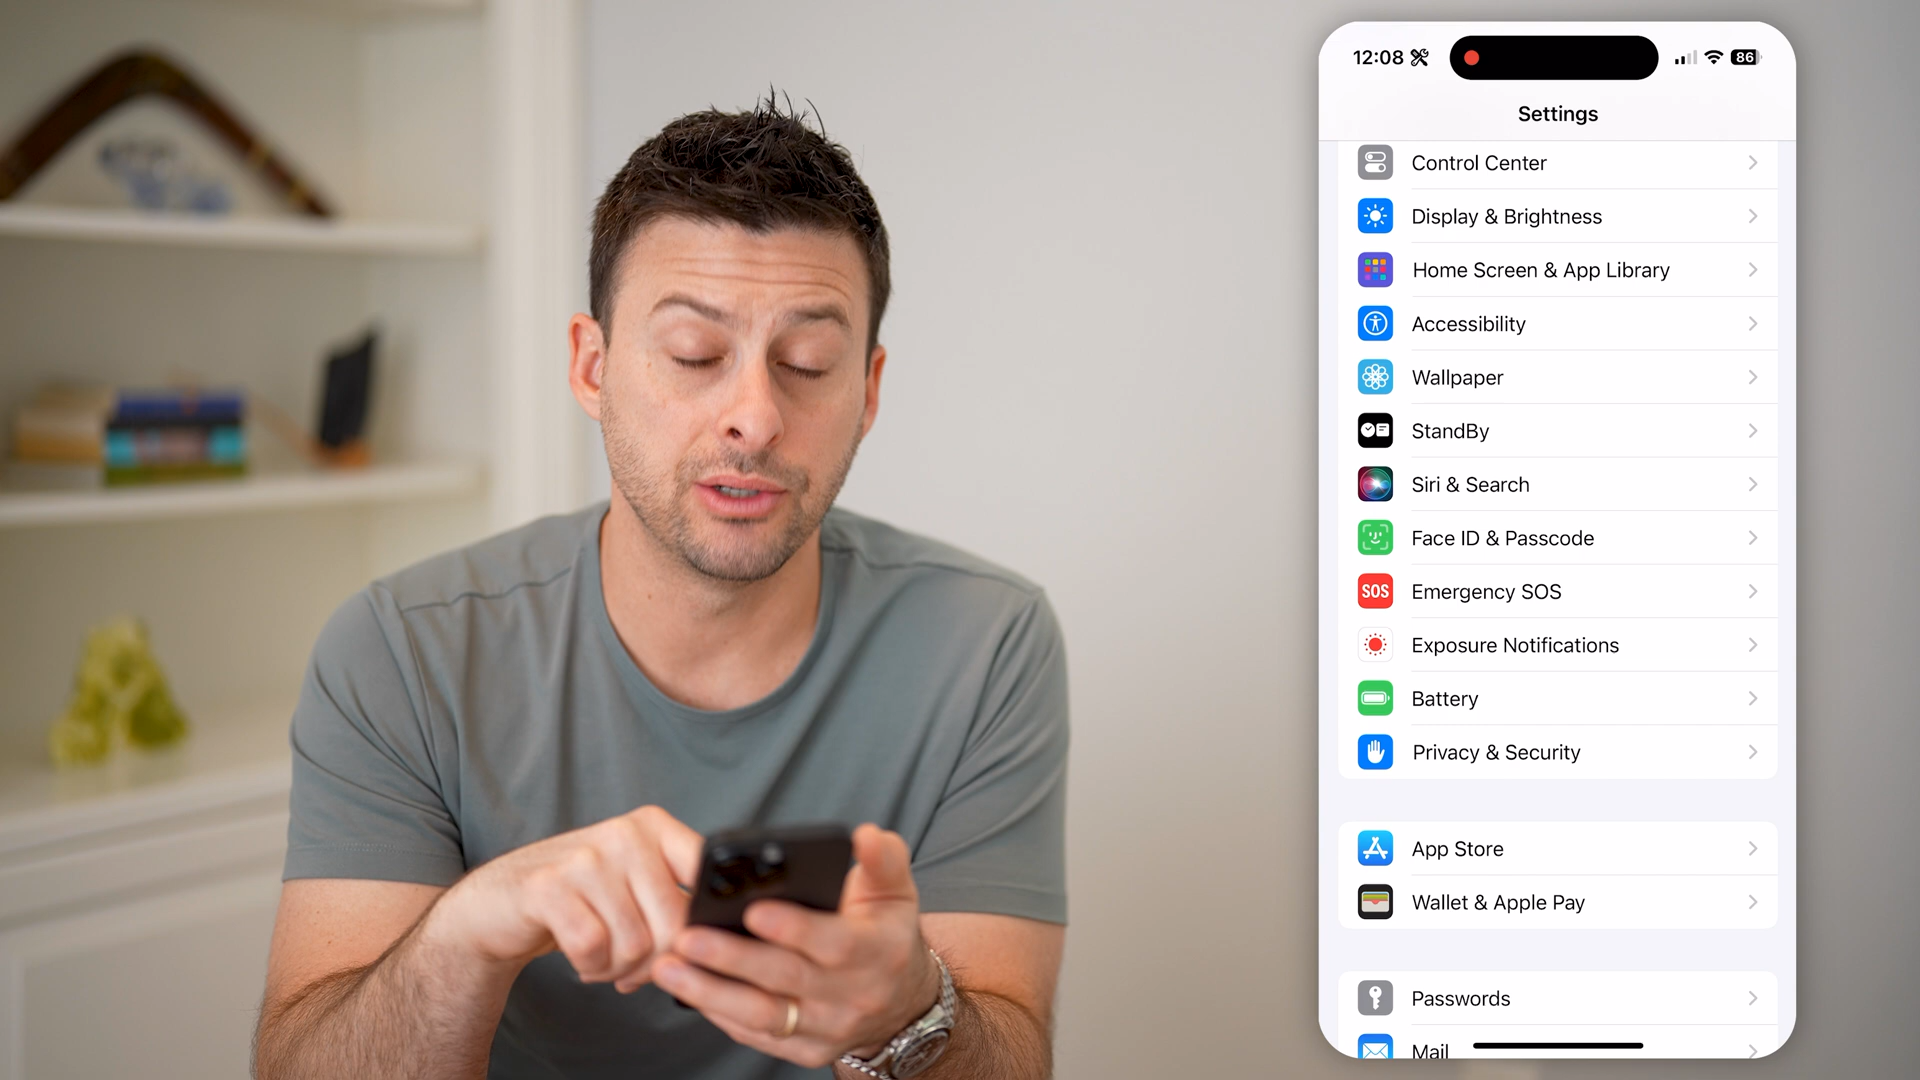 12:08
86
Settings
Control Center
Display & Brightness
Home Screen & App Library
Accessibility
Wallpaper
StandBy
Siri & Search
Face ID & Passcode
SOS Emergency SOS
Exposure Notifications
Battery
Privacy & Security
App Store
Wallet & Apple Pay
Passwords
Mail